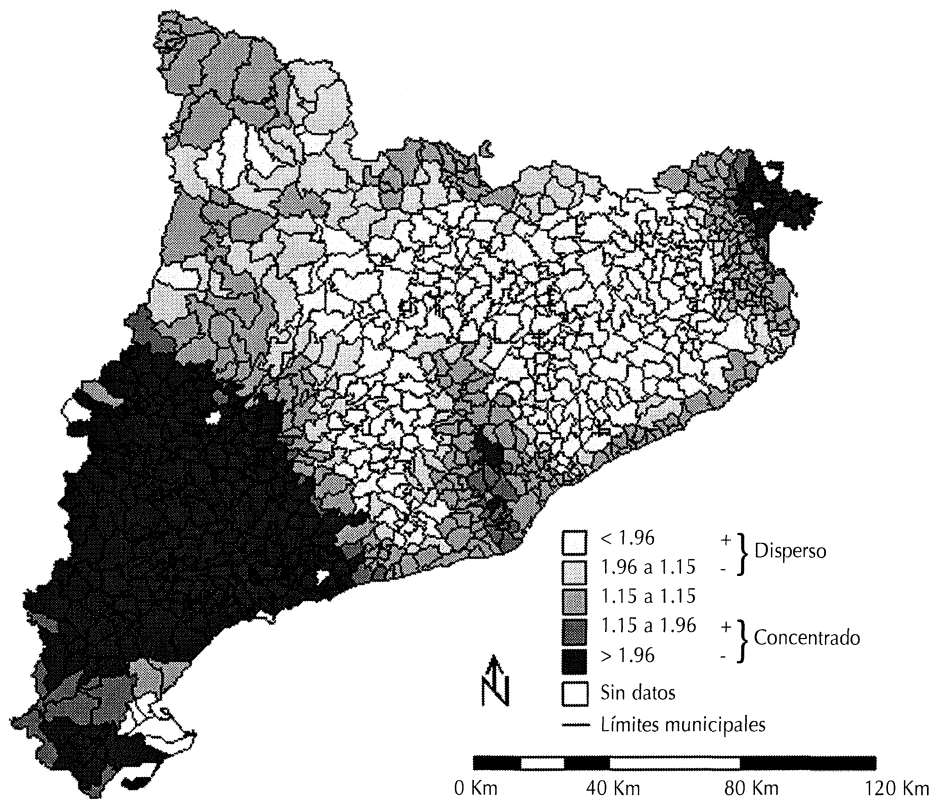 < 1.96 +
1.96 a 1.15 -
Disperso
1.15 a 1.15
1.15 a 1.96 +
> 1.96 -
Concentrado
Sin datos
Límites municipales
N
0 Km 40 Km 80 Km 120 Km